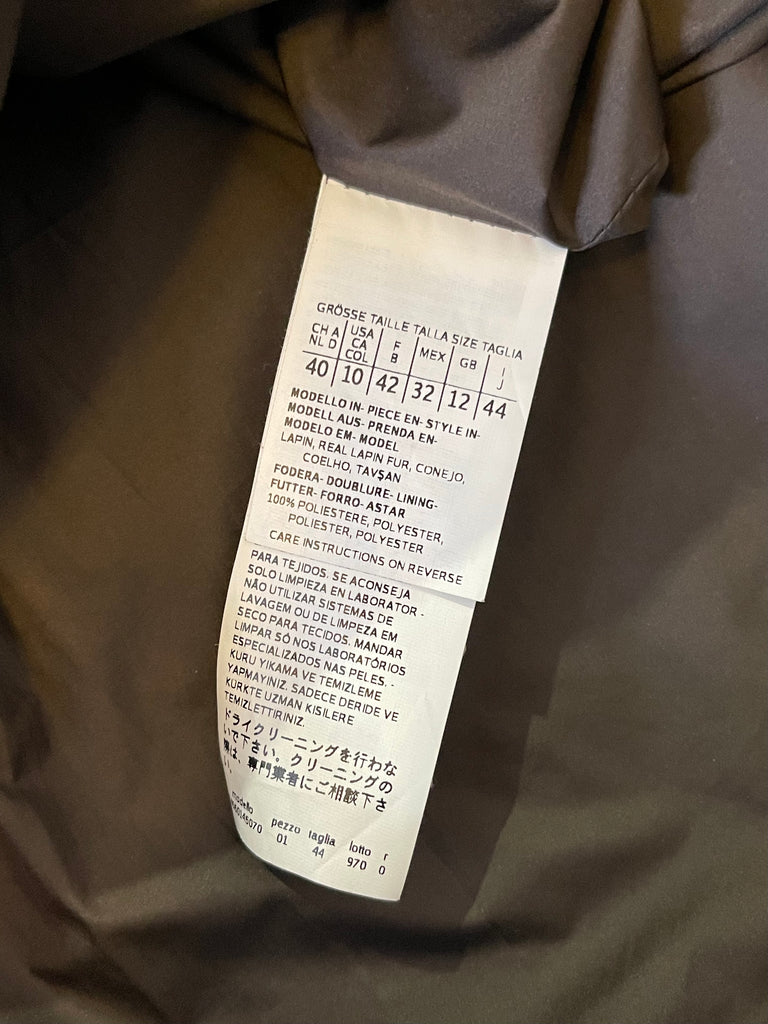 GRÖSSE TAILLE TALLA SIZE TAGLIA
CH A NL D | USA CA COL | F B | MEX | GB | I J
40 | 10 | 42 | 32 | 12 | 44
MODELLO IN- PIECE EN- STYLE IN-
MODELL AUS- PRENDA EN-
MODELO EM- MODEL
LAPIN, REAL LAPIN FUR, CONEJO,
COELHO, TAVŞAN
FODERA- DOUBLURE- LINING-
FUTTER- FORRO- ASTAR
100% POLIESTERE, POLYESTER,
POLIESTER, POLYESTER
CARE INSTRUCTIONS ON REVERSE
PARA TEJIDOS. SE ACONSEJA
SOLO LIMPIEZA EN LABORATOR -
NÃO UTILIZAR SISTEMAS DE
LAVAGEM OU DE LIMPEZA EM
SECO PARA TECIDOS. MANDAR
LIMPAR SÓ NOS LABORATÓRIOS
ESPECIALIZADOS NAS PELES. -
KURU YIKAMA VE TEMIZLEME
YAPMAYINIZ. SADECE DERIDE VE
KÜRKTE UZMAN KISILERE
TEMIZLETTIRINIZ.
ドライクリーニングを行わな
いで下さい。クリーニングの
際は、専門業者にご相談下さ
い。
modello pezzo taglia lotto r
01 44 970 0